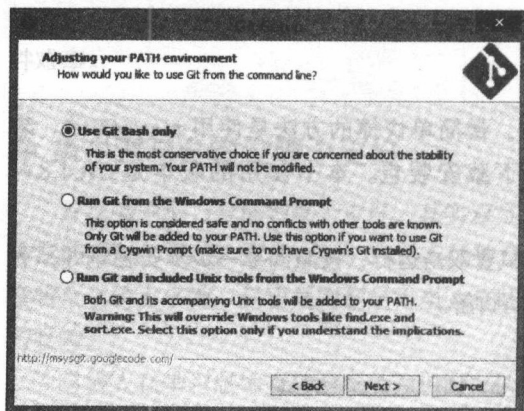 Adjusting your PATH environment
How would you like to use Git from the command line?
Use Git Bash only
This is the most conservative choice if you are concerned about the stability
of your system. Your PATH will not be modified.
Run Git from the Windows Command Prompt
This option is considered safe and no conflicts with other tools are known.
Only Git will be added to your PATH. Use this option if you want to use Git
from a Cygwin Prompt (make sure to not have Cygwin's Git installed).
Run Git and included Unix tools from the Windows Command Prompt
Both Git and its accompanying Unix tools will be added to your PATH.
Warning: This will override Windows tools like find.exe and
sort.exe. Select this option only if you understand the implications.
http://msysgit.googlecode.com/
< Back Next > Cancel